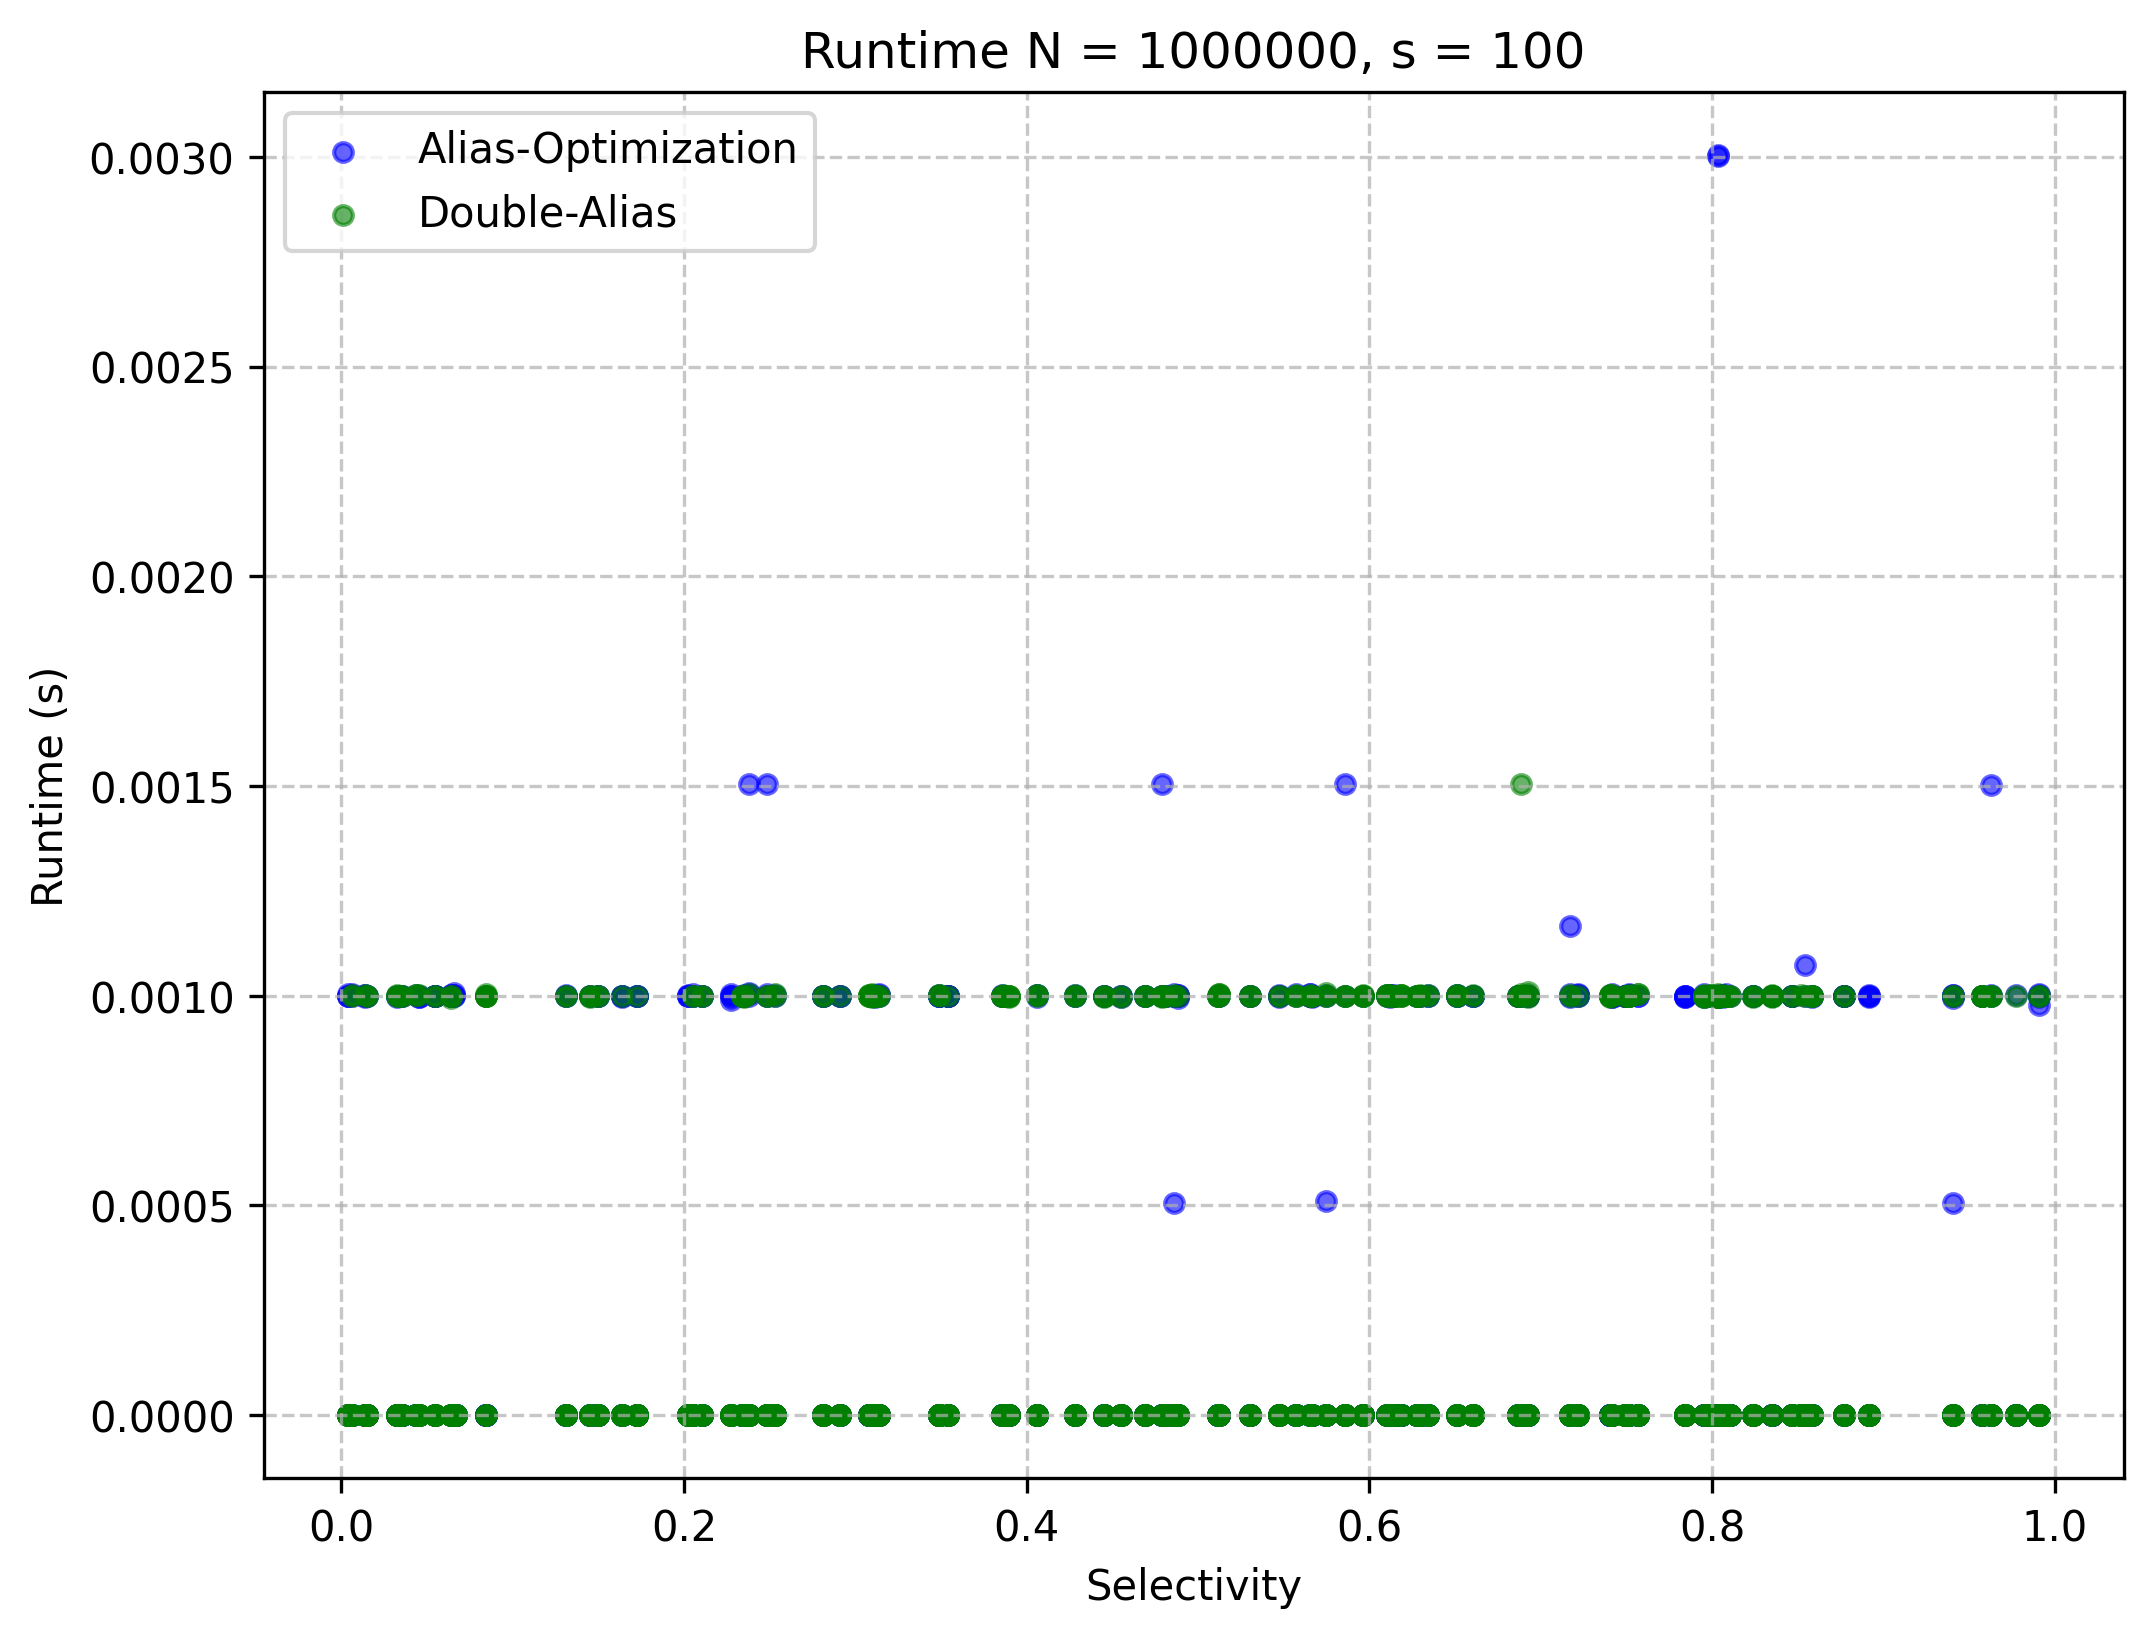 Runtime N = 1000000, s = 100
Alias-Optimization
Double-Alias
0.0030
0.0025
0.0020
0.0015
0.0010
0.0005
0.0000
Runtime (s)
0.0
0.2
0.4
0.6
0.8
1.0
Selectivity